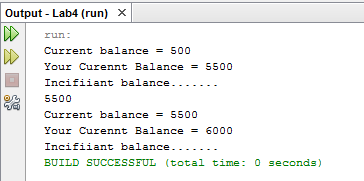 Output - Lab4 (run) ×
run:
Current balance = 500
Your Curennt Balance = 5500
Incifiiant balance.......
5500
Current balance = 5500
Your Curennt Balance = 6000
Incifiiant balance.......
BUILD SUCCESSFUL (total time: 0 seconds)